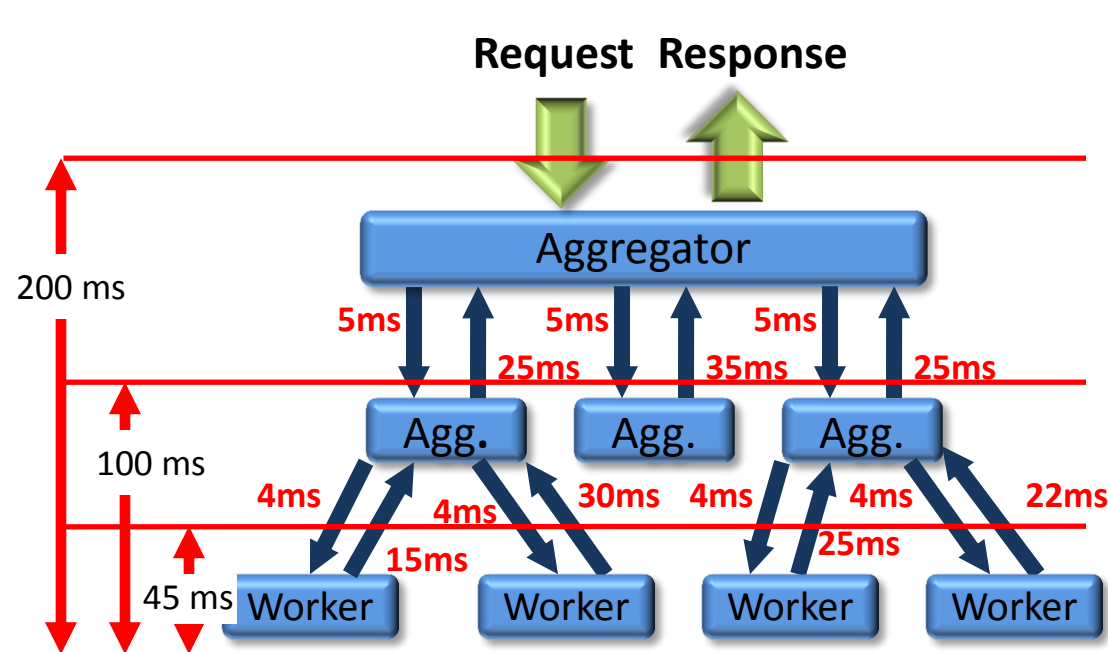 Request Response
Aggregator
200 ms
5ms 5ms 5ms
25ms 35ms 25ms
Agg. Agg. Agg.
100 ms
4ms 4ms 30ms 4ms 4ms 22ms
15ms 25ms
45 ms
Worker Worker Worker Worker